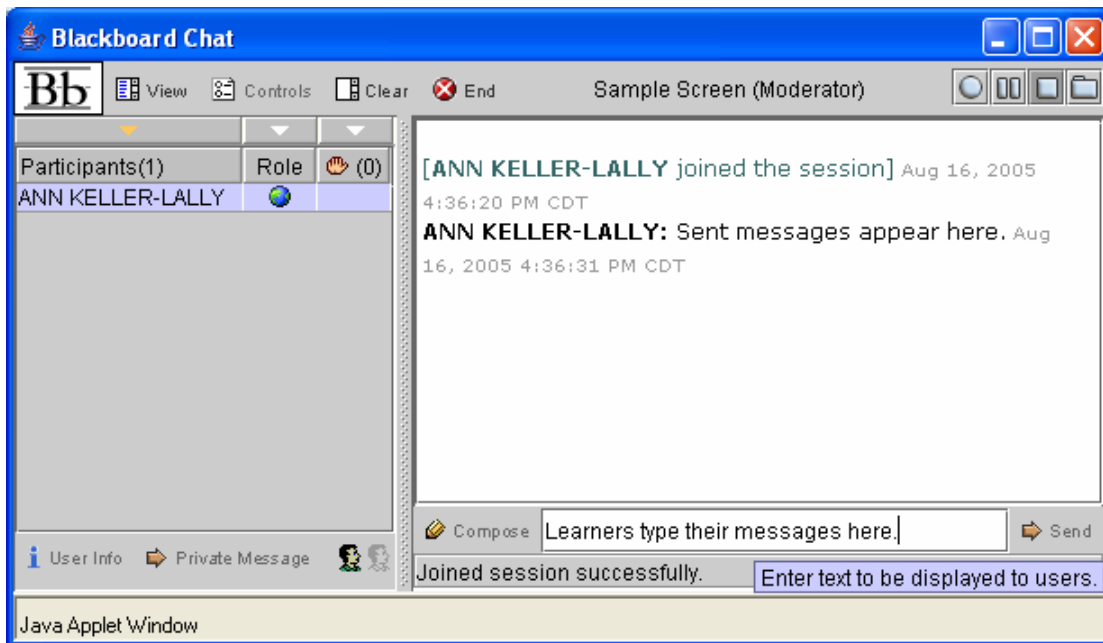 Blackboard Chat
Bb View Controls Clear End Sample Screen (Moderator)
Participants(1) Role (0)
ANN KELLER-LALLY
[ANN KELLER-LALLY joined the session] Aug 16, 2005
4:36:20 PM CDT
ANN KELLER-LALLY: Sent messages appear here. Aug
16, 2005 4:36:31 PM CDT
Compose Learners type their messages here. Send
User Info Private Message
Joined session successfully. Enter text to be displayed to users.
Java Applet Window